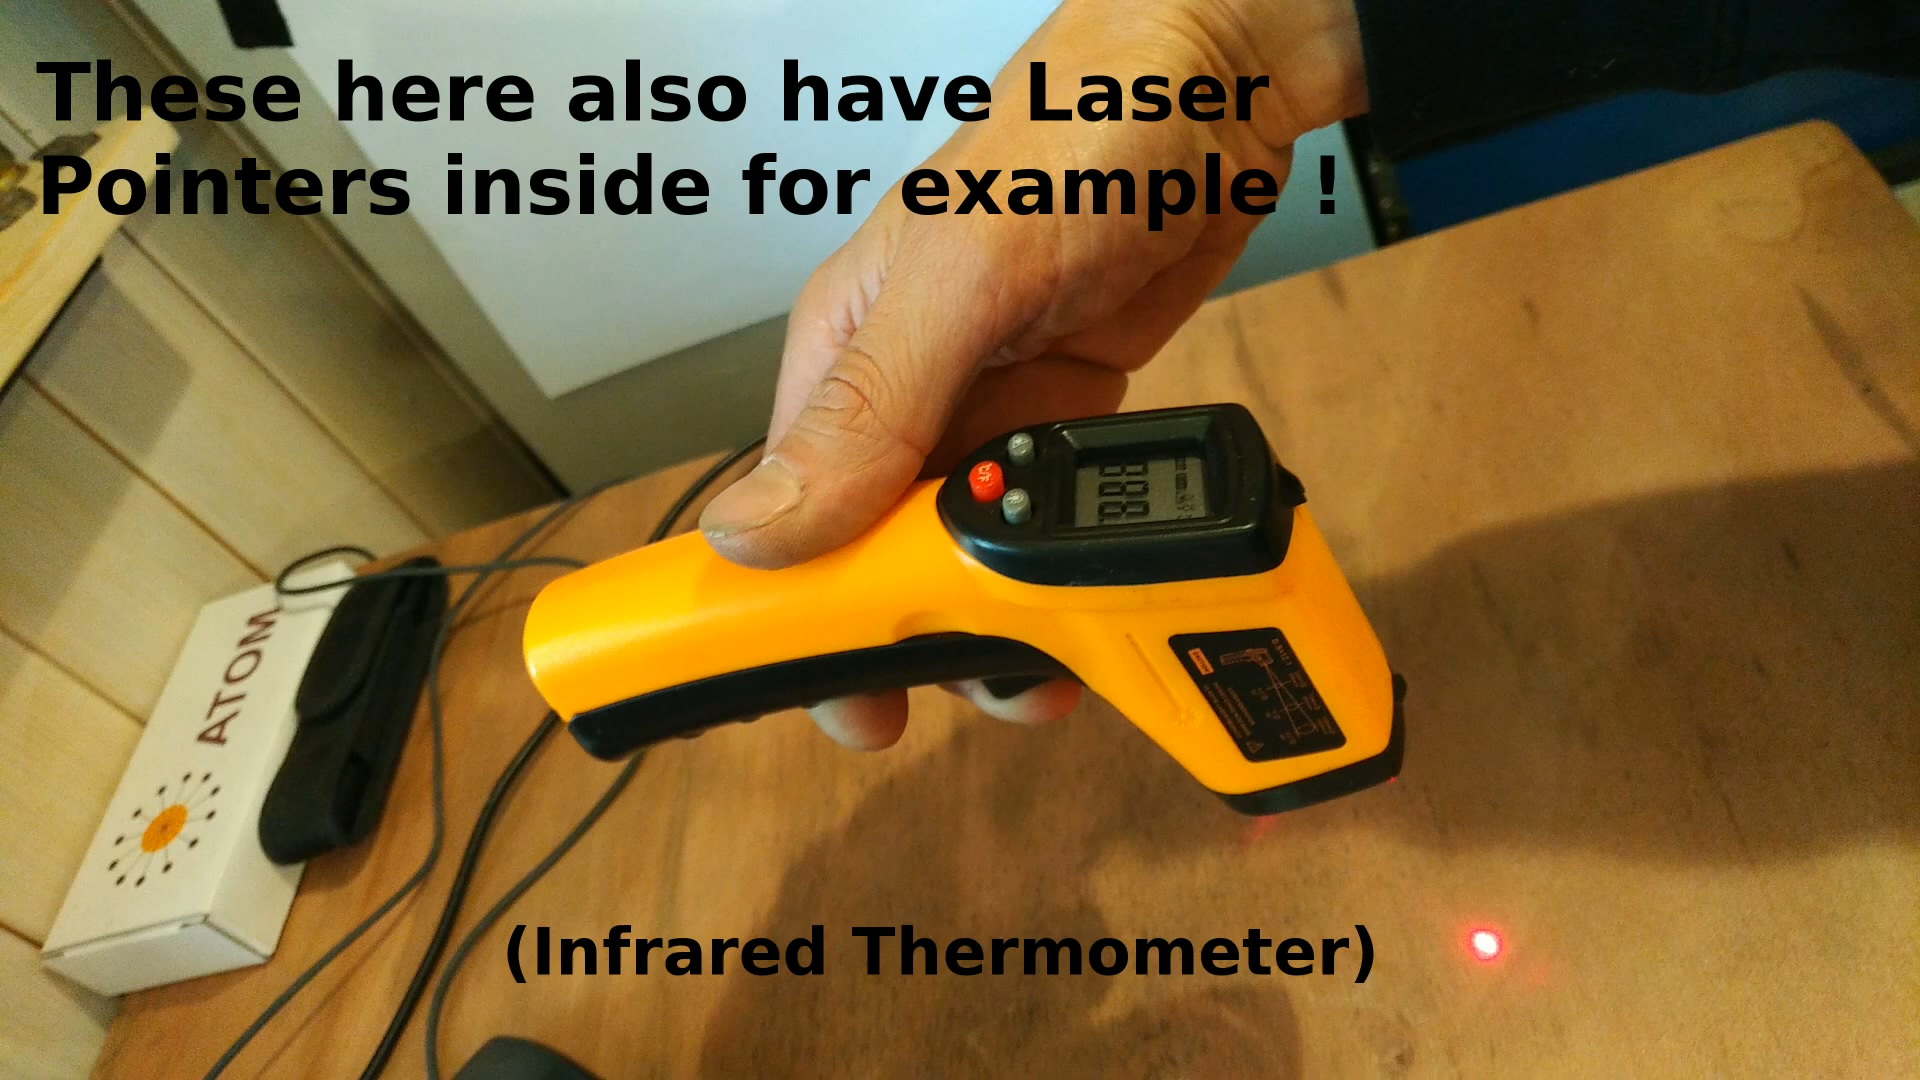 These here also have Laser
Pointers inside for example !
ATOM
(Infrared Thermometer)